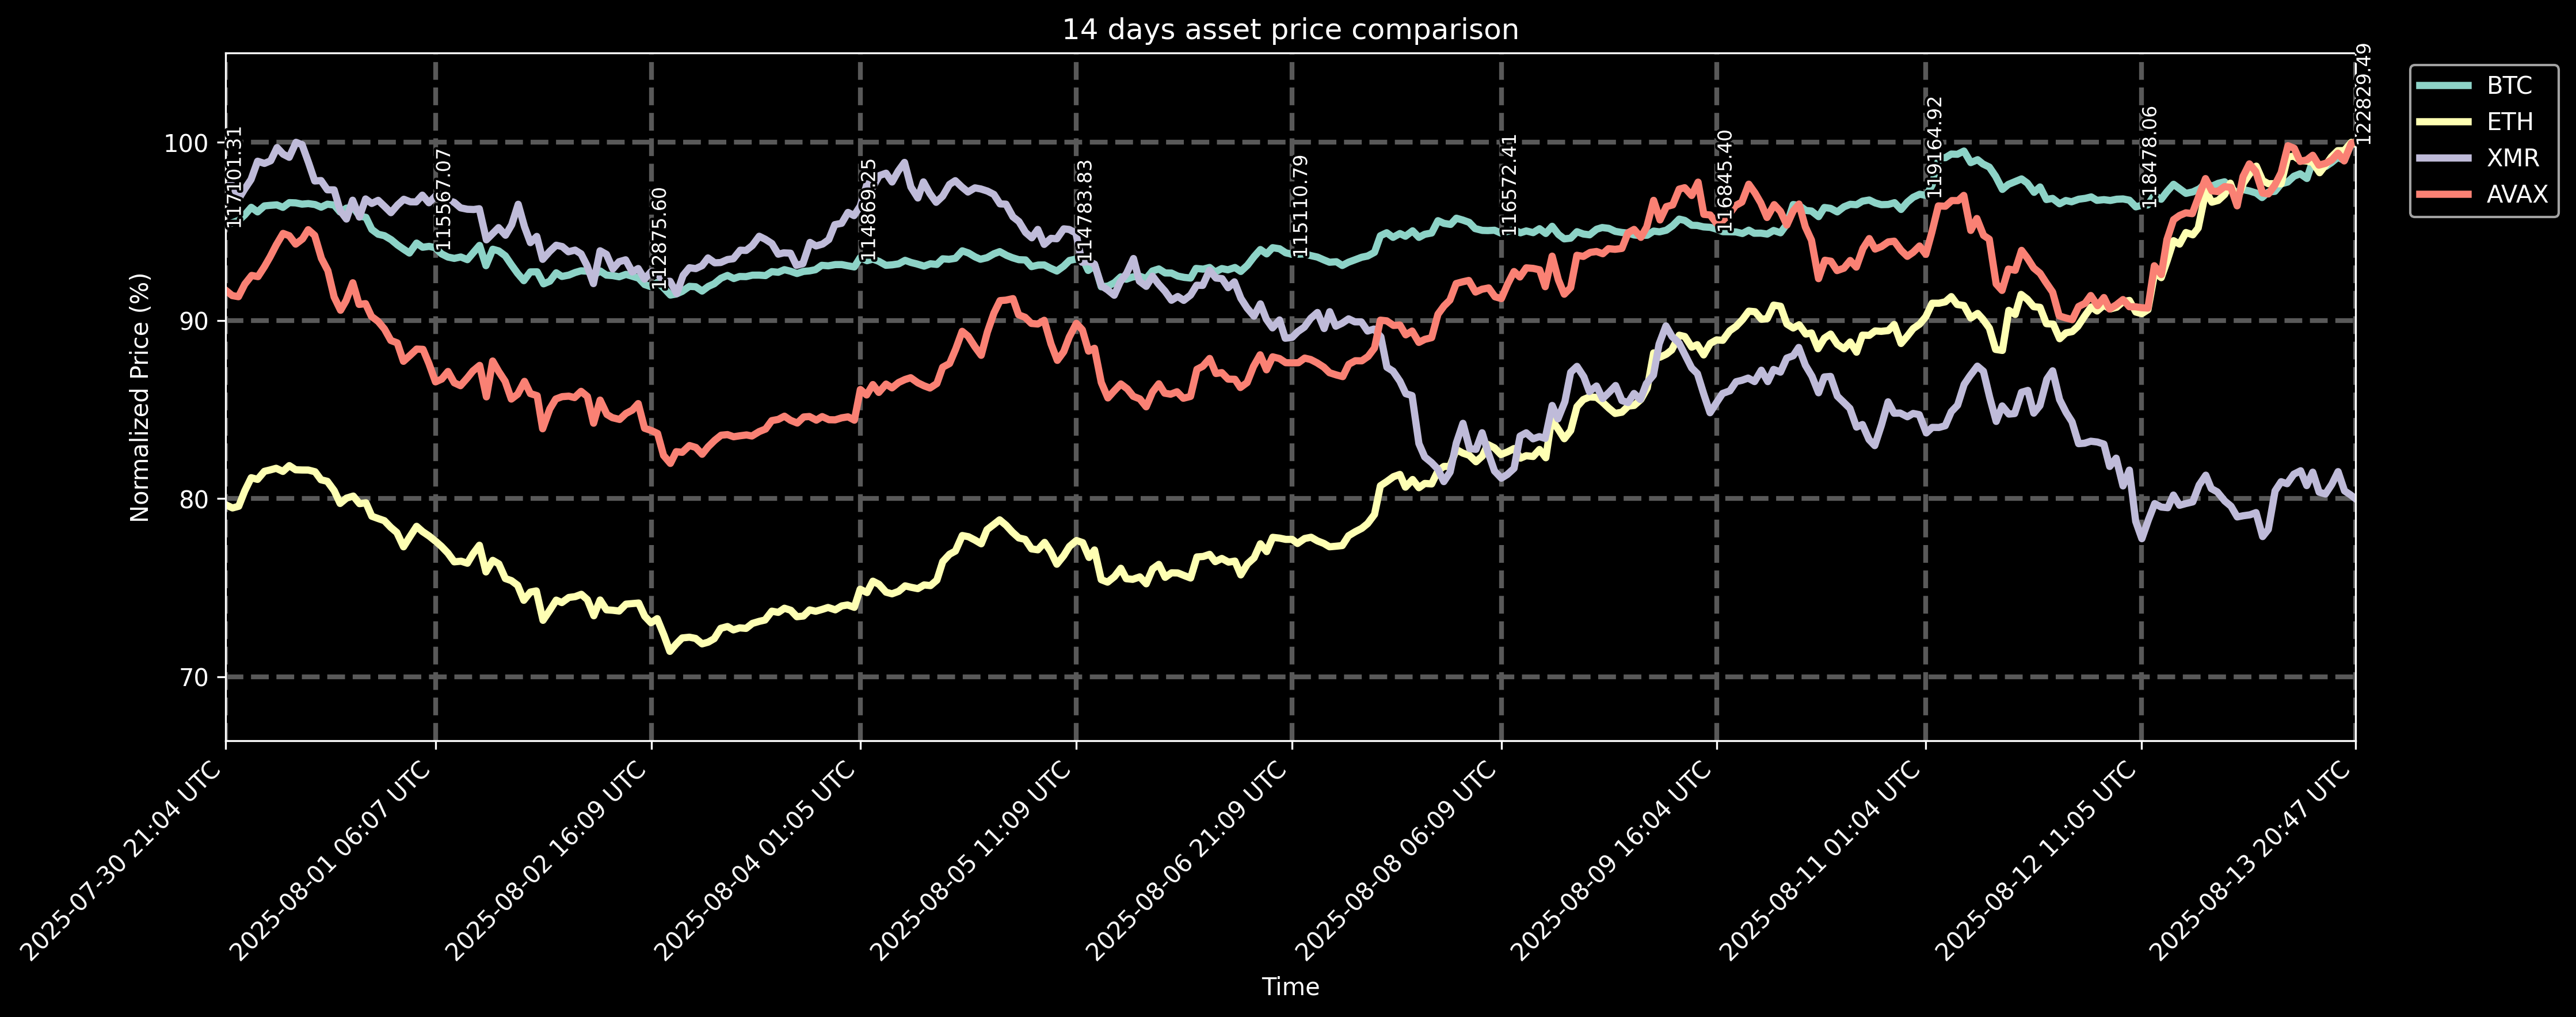 14 days asset price comparison
Normalized Price (%)
100
90
80
70
117101.31
115567.07
112875.60
114869.25
114783.83
115110.79
116572.41
116845.40
119164.92
118478.06
122829.49
BTC
ETH
XMR
AVAX
2025-07-30 21:04 UTC
2025-08-01 06:07 UTC
2025-08-02 16:09 UTC
2025-08-04 01:05 UTC
2025-08-05 11:09 UTC
2025-08-06 21:09 UTC
2025-08-08 06:09 UTC
2025-08-09 16:04 UTC
2025-08-11 01:04 UTC
2025-08-12 11:05 UTC
2025-08-13 20:47 UTC
Time